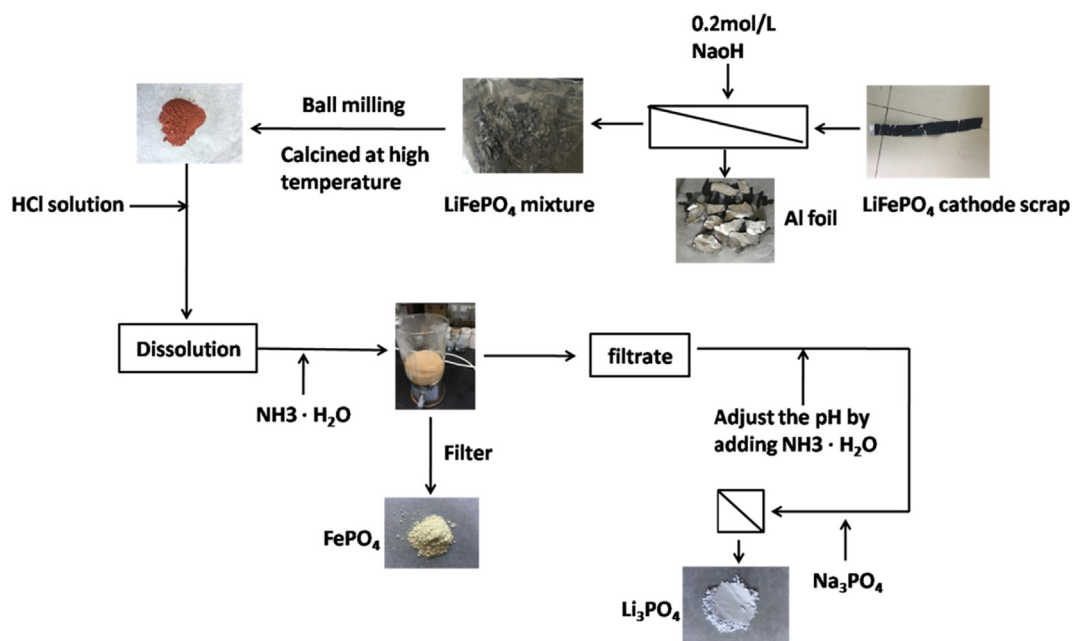 0.2mol/L
NaoH
Ball milling
Calcined at high
temperature
LiFePO₄ mixture
Al foil
LiFePO₄ cathode scrap
HCl solution
Dissolution
NH3 · H₂O
filtrate
Adjust the pH by
adding NH3 · H₂O
Filter
FePO₄
Na₃PO₄
Li₃PO₄